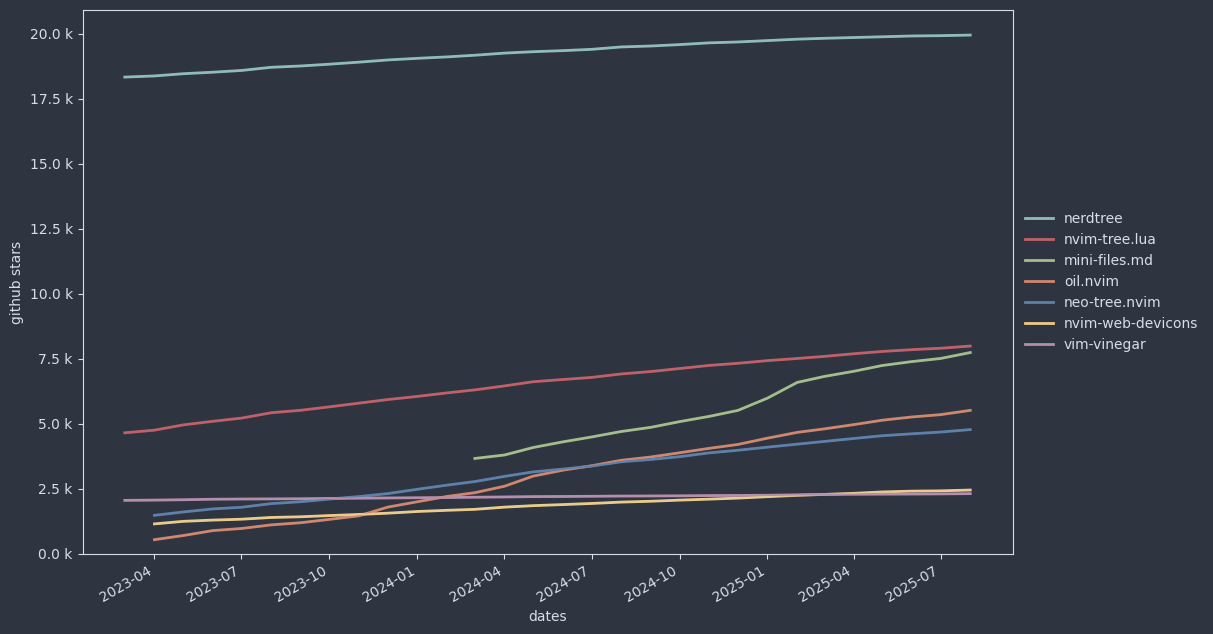 20.0 k
17.5 k
15.0 k
12.5 k
10.0 k
7.5 k
5.0 k
2.5 k
0.0 k
github stars
2023-04
2023-07
2023-10
2024-01
2024-04
2024-07
2024-10
2025-01
2025-04
2025-07
dates
nerdtree
nvim-tree.lua
mini-files.md
oil.nvim
neo-tree.nvim
nvim-web-devicons
vim-vinegar